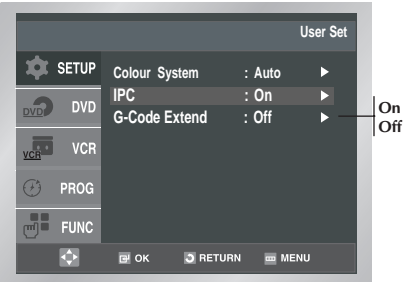 User Set
SETUP
DVD
VCR
PROG
FUNC
Colour System : Auto
IPC : On
G-Code Extend : Off
On
Off
DVD
VCR
OK RETURN MENU